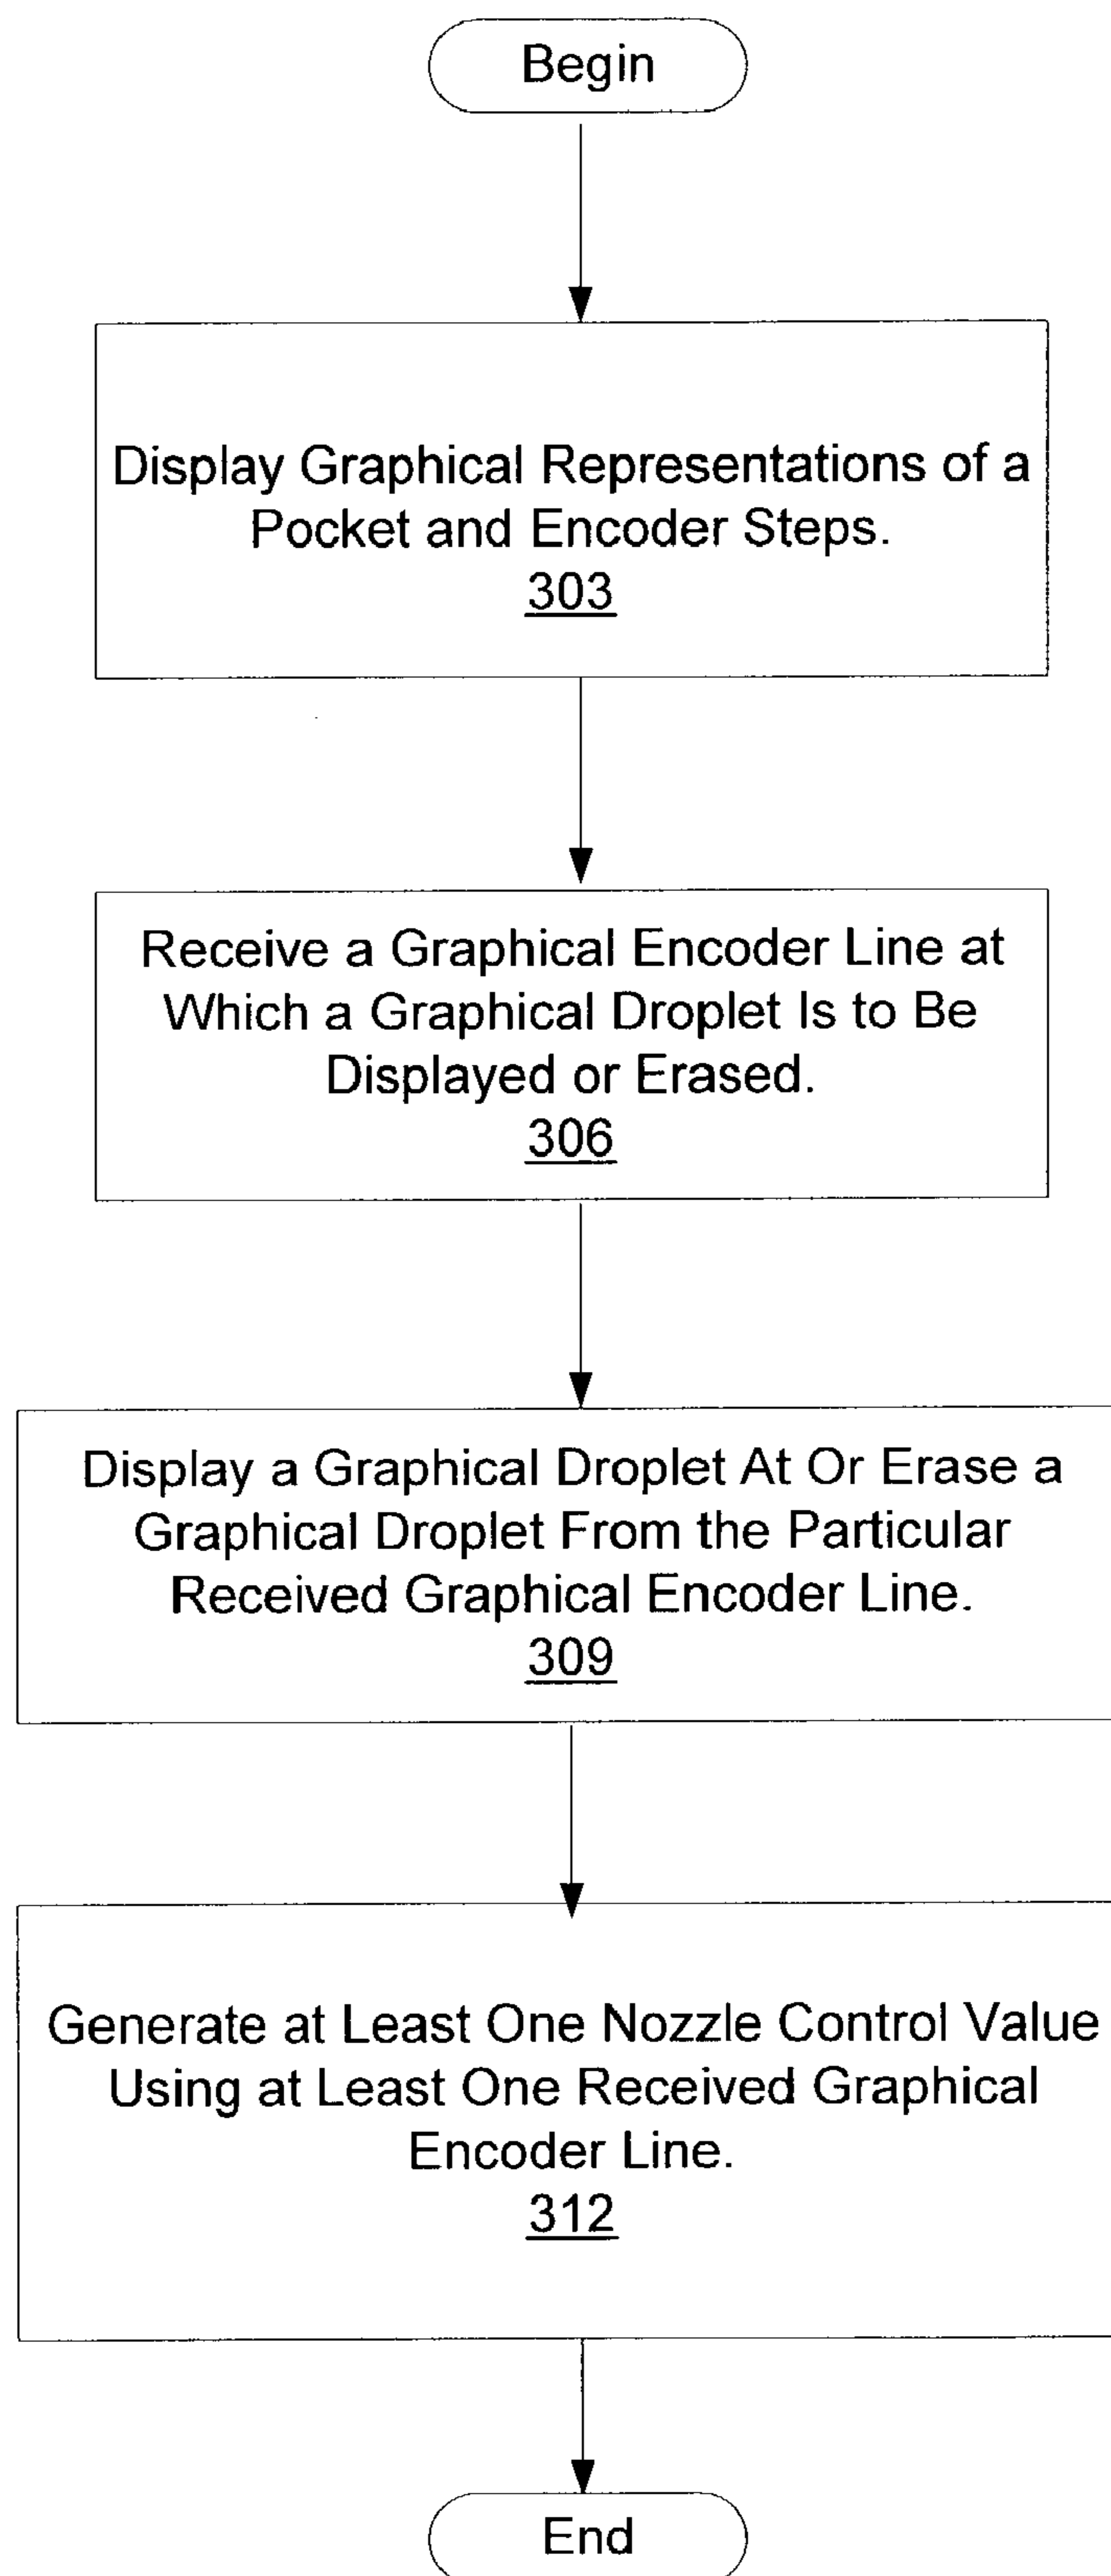 Begin
Display Graphical Representations of a
Pocket and Encoder Steps.
303
Receive a Graphical Encoder Line at
Which a Graphical Droplet Is to Be
Displayed or Erased.
306
Display a Graphical Droplet At Or Erase a
Graphical Droplet From the Particular
Received Graphical Encoder Line.
309
Generate at Least One Nozzle Control Value
Using at Least One Received Graphical
Encoder Line.
312
End